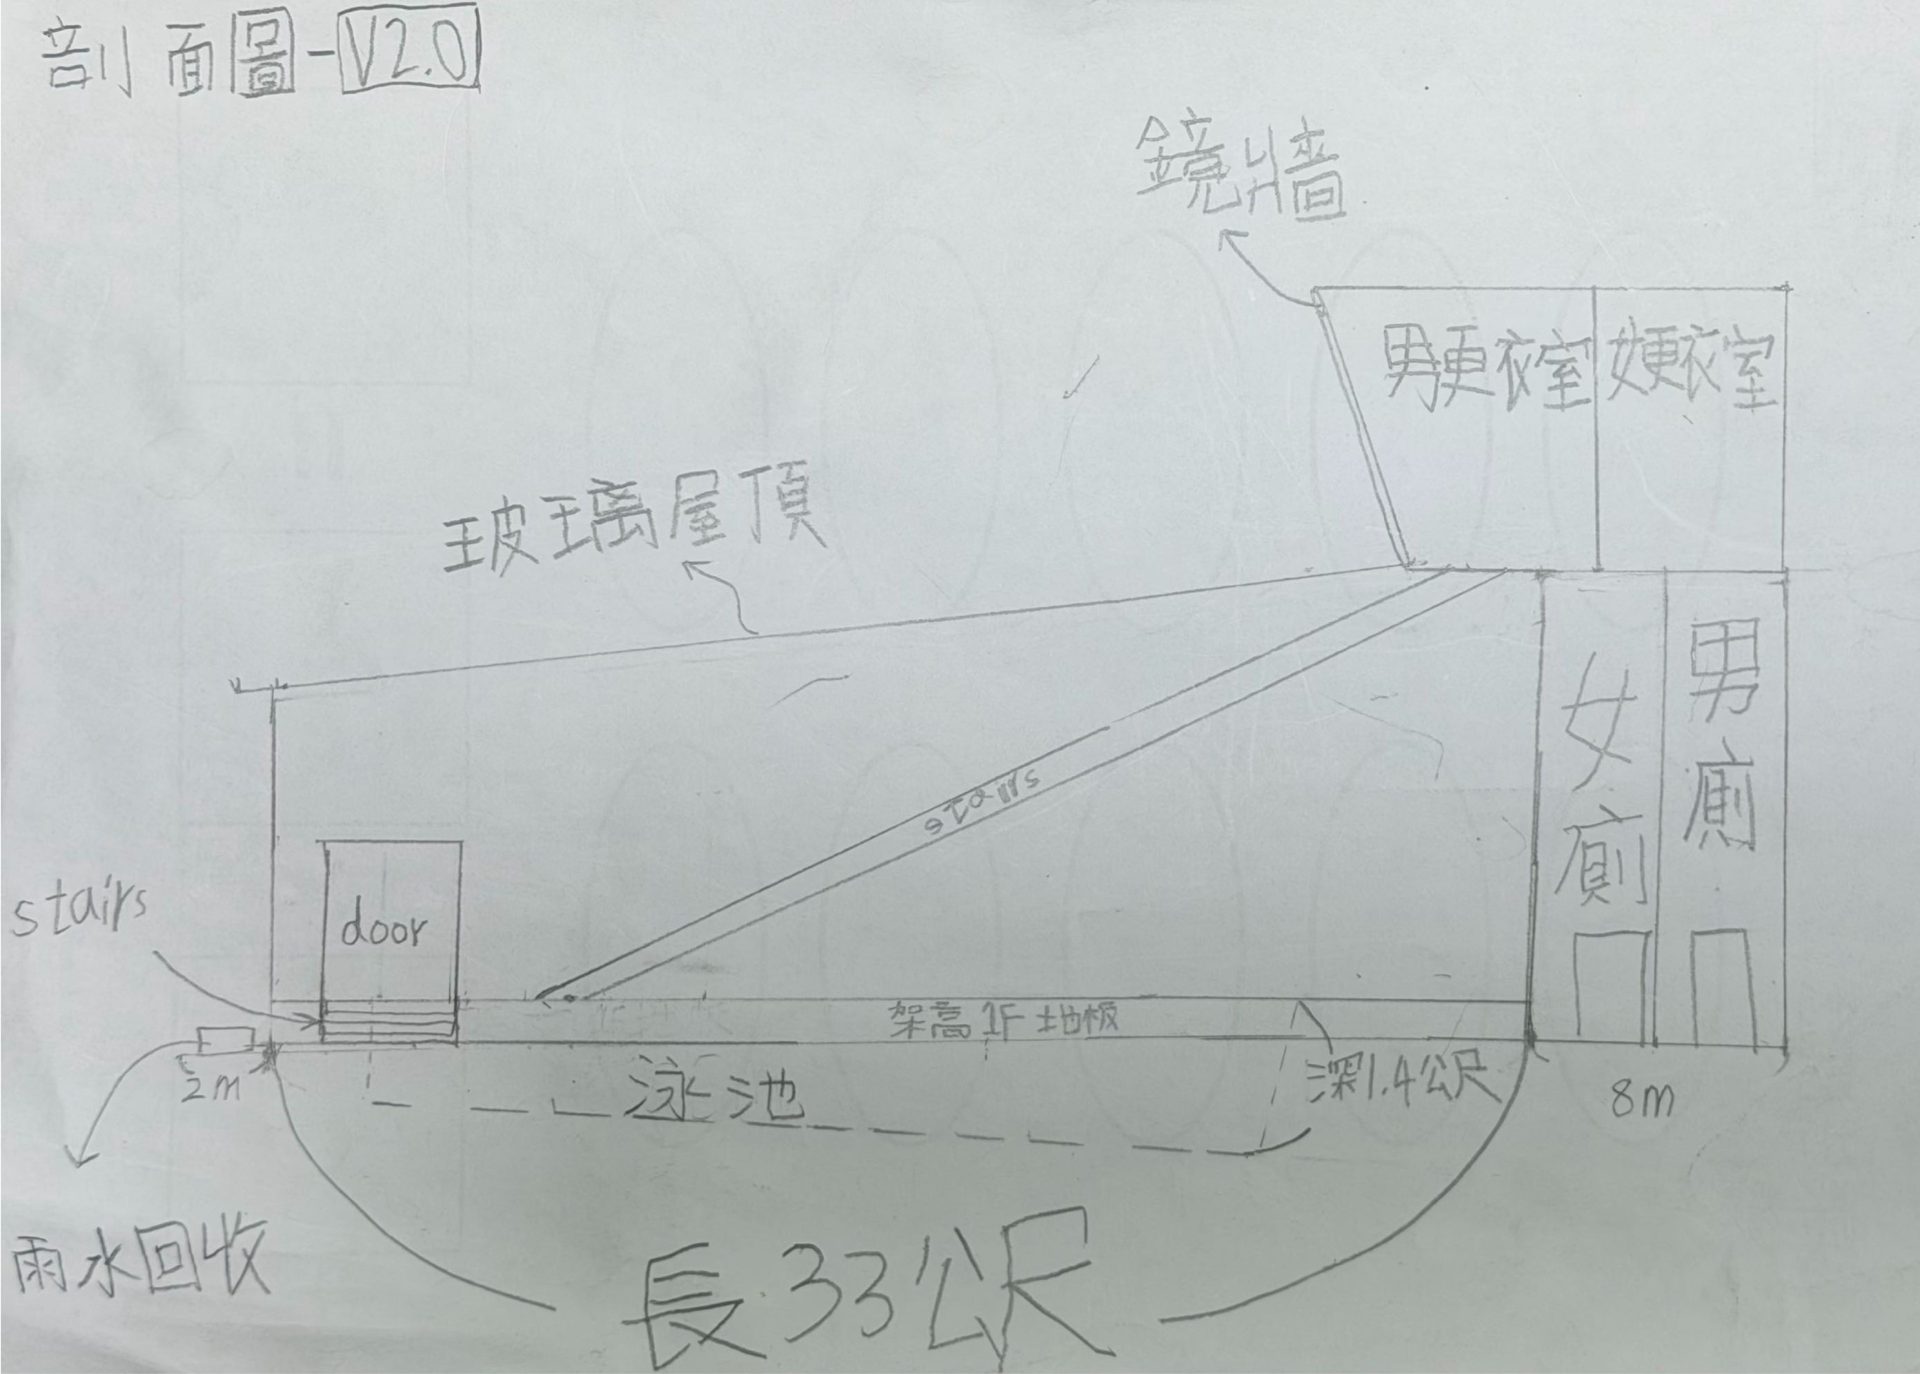 剖面圖-V2.0
鏡牆
男更衣室
女更衣室
玻璃屋頂
stairs
女廁
男廁
stairs
door
架高1F地板
2m
泳池
深1.4公尺
8m
雨水回收
長33公尺